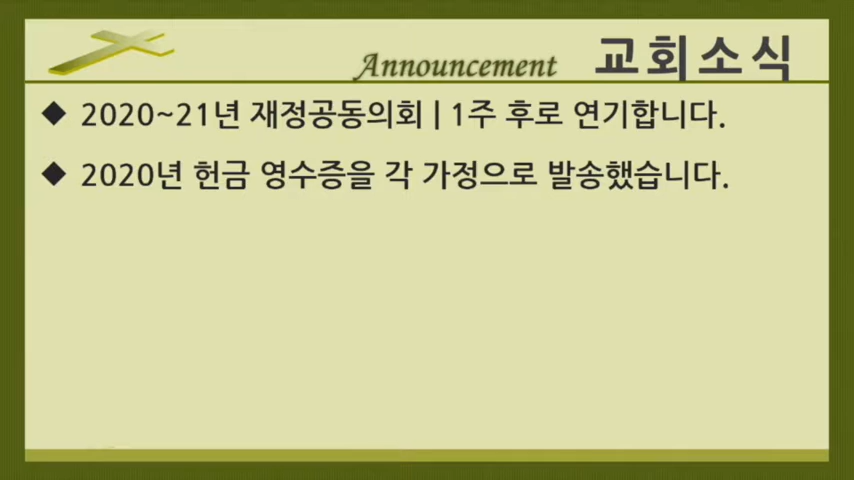 Announcement 교회소식
◆ 2020~21년 재정공동의회 | 1주 후로 연기합니다.
◆ 2020년 헌금 영수증을 각 가정으로 발송했습니다.